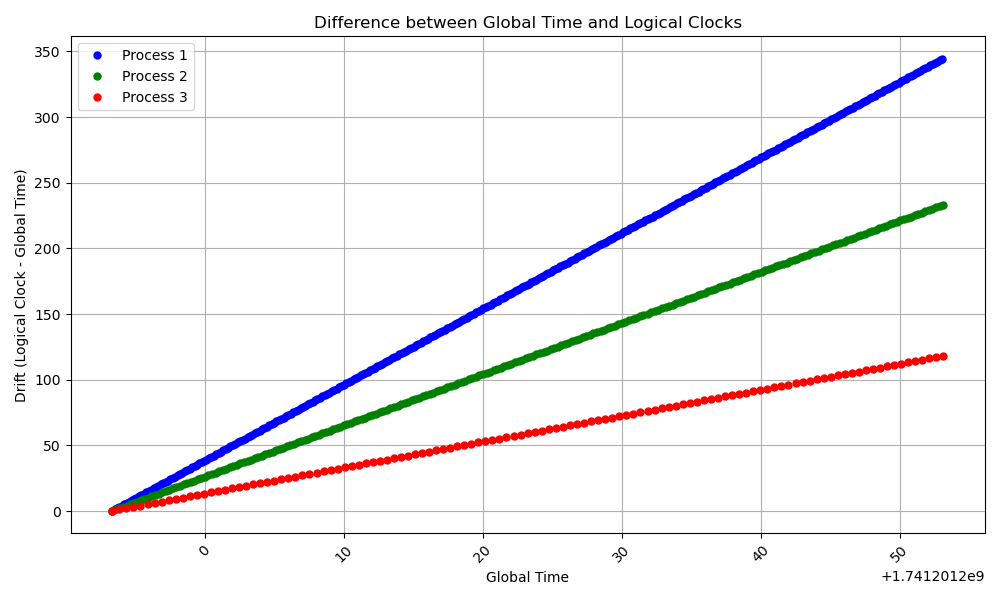 Difference between Global Time and Logical Clocks
Process 1
Process 2
Process 3
Drift (Logical Clock - Global Time)
350
300
250
200
150
100
50
0
0
10
20
30
40
50
Global Time
+1.7412012e9